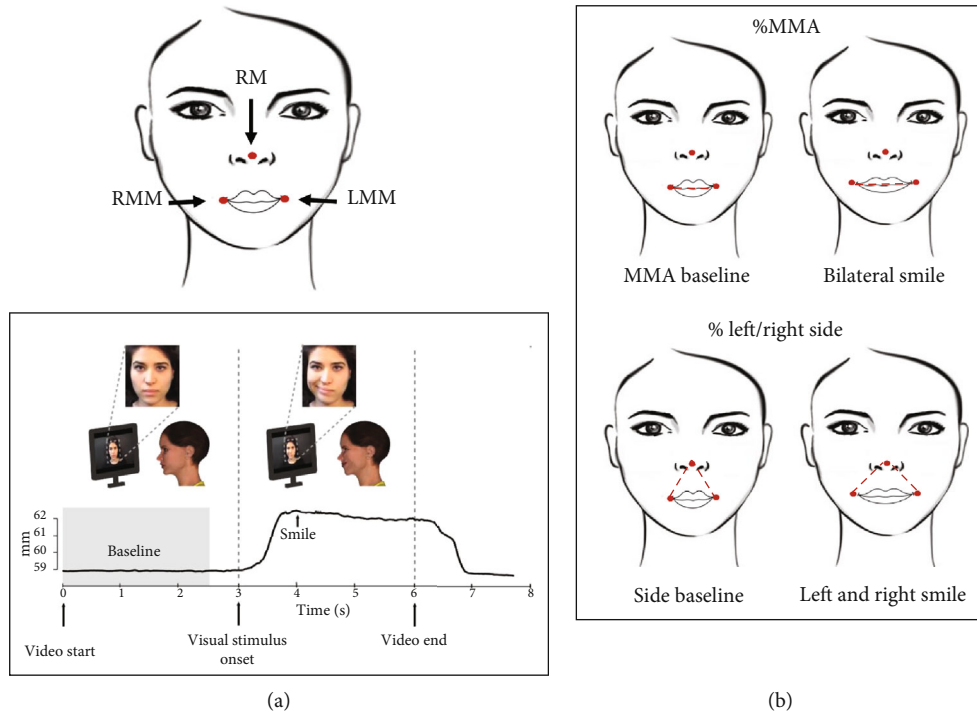 RM
RMM
LMM
62
61
60
59
mm
Baseline
Smile
0 1 2 3 4 5 6 7 8
Time (s)
Video start
Visual stimulus
onset
Video end
(a)
%MMA
MMA baseline
Bilateral smile
% left/right side
Side baseline
Left and right smile
(b)